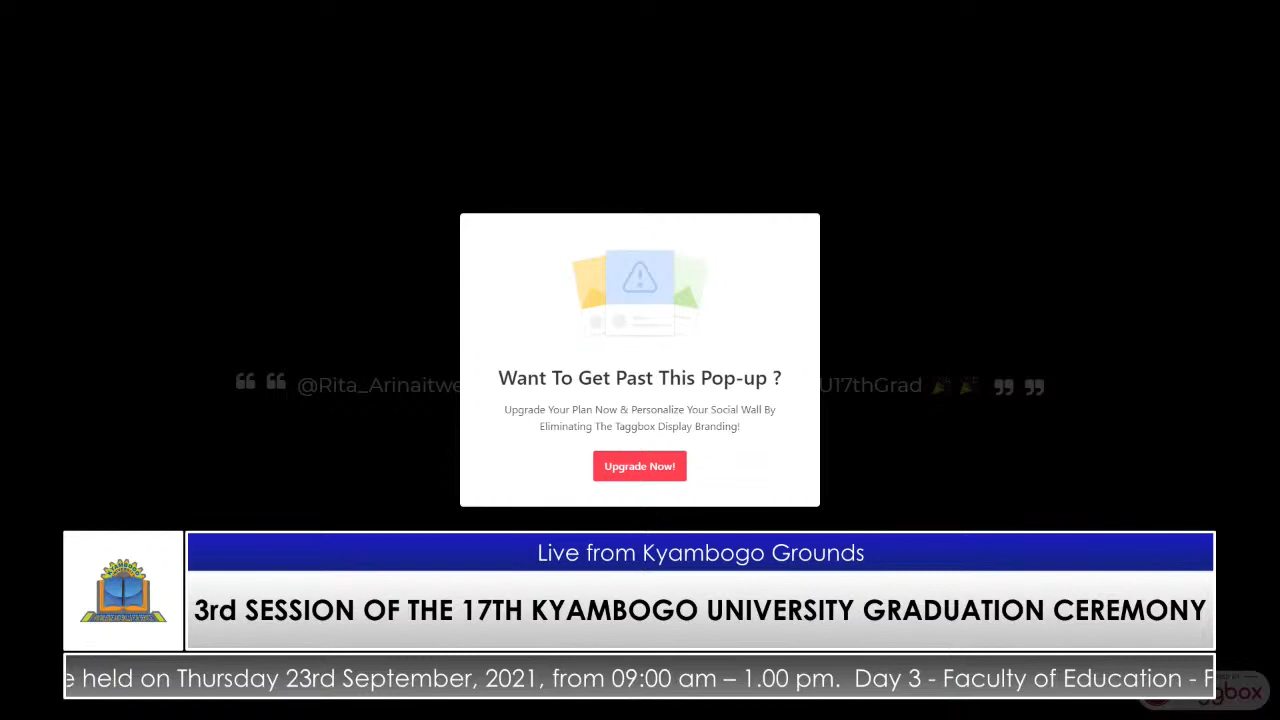 Want To Get Past This Pop-up ?
Upgrade Your Plan Now & Personalize Your Social Wall By
Eliminating The Taggbox Display Branding!
@Rita_Arinaitwe U17thGrad
Upgrade Now!
Live from Kyambogo Grounds
KYAMBOGO
3rd SESSION OF THE 17TH KYAMBOGO UNIVERSITY GRADUATION CEREMONY
e held on Thursday 23rd September, 2021, from 09:00 am – 1.00 pm. Day 3 - Faculty of Education - F